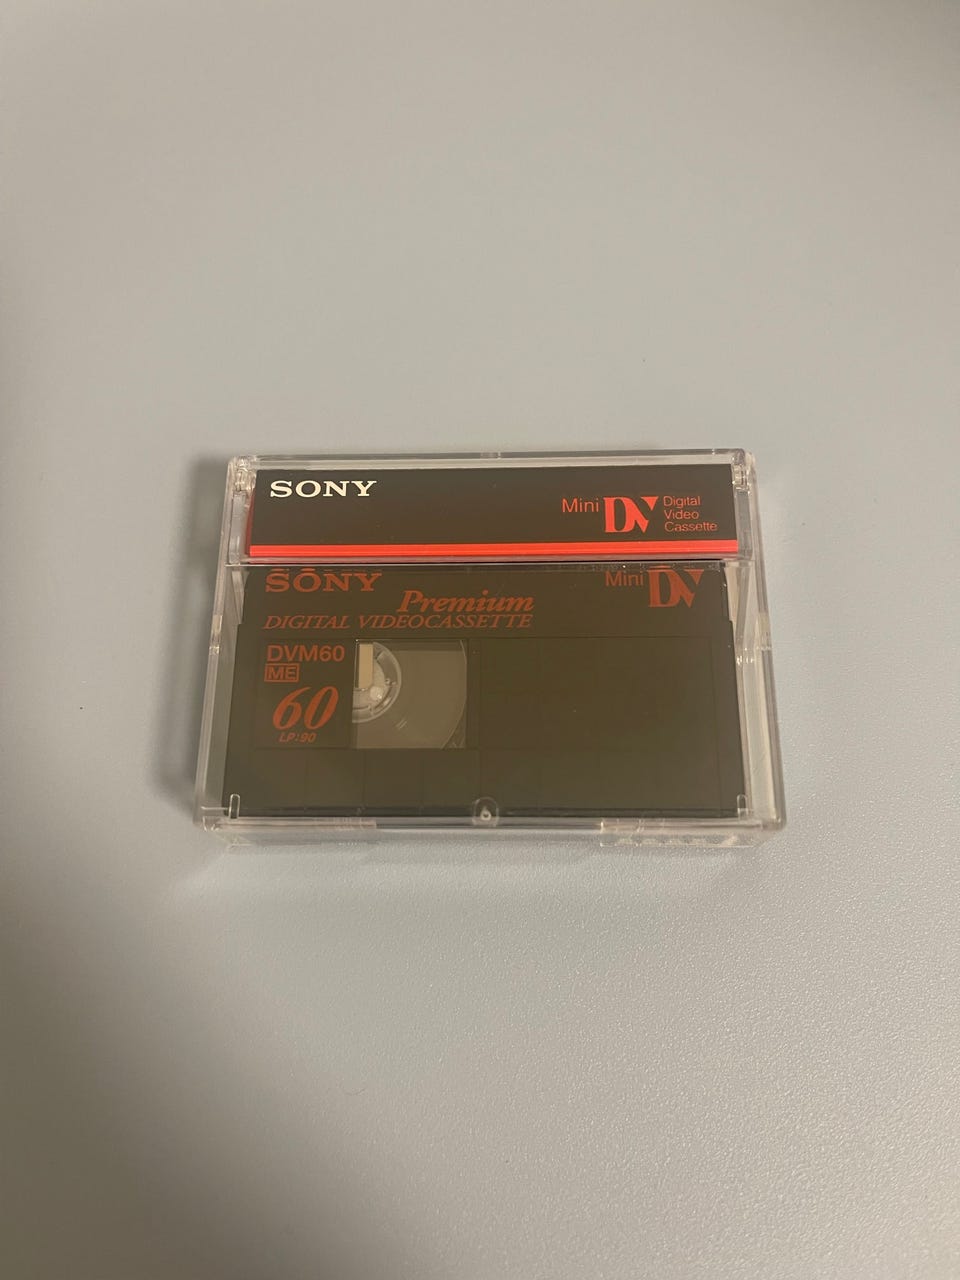 SONY
Mini DV Digital
Video
Cassette
SONY
Mini DV
Premium
DIGITAL VIDEOCASSETTE
DVM60
ME
60
LP:90